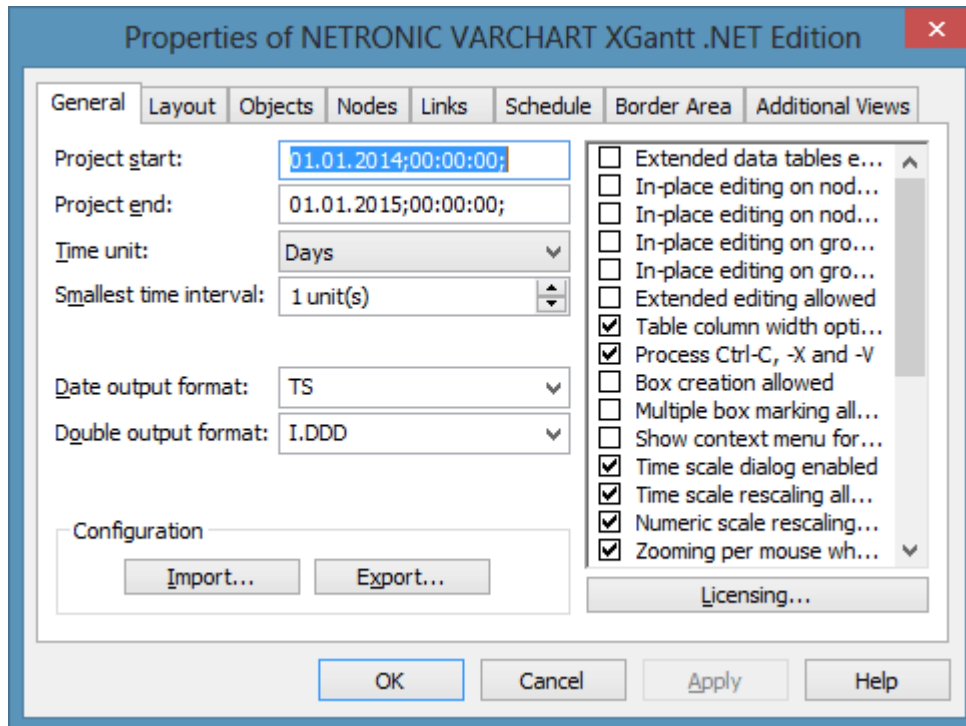 Properties of NETRONIC VARCHART XGantt .NET Edition
General Layout Objects Nodes Links Schedule Border Area Additional Views
Project start: 01.01.2014;00:00:00;
Project end: 01.01.2015;00:00:00;
Time unit: Days
Smallest time interval: 1 unit(s)
Date output format: TS
Double output format: I.DDD
Configuration
Import... Export...
Extended data tables e...
In-place editing on nod...
In-place editing on nod...
In-place editing on gro...
In-place editing on gro...
Extended editing allowed
Table column width opti...
Process Ctrl-C, -X and -V
Box creation allowed
Multiple box marking all...
Show context menu for...
Time scale dialog enabled
Time scale rescaling all...
Numeric scale rescaling...
Zooming per mouse wh...
Licensing...
OK Cancel Apply Help